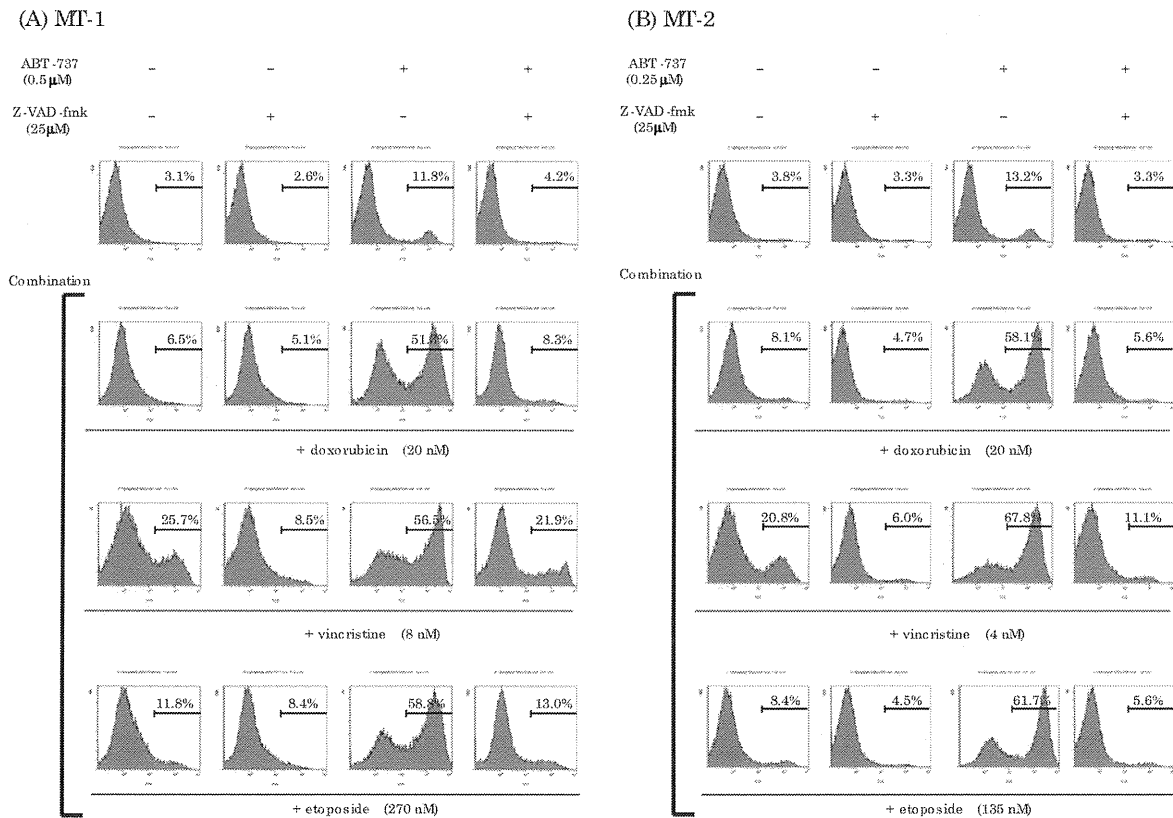 (A) MT-1
ABT -737 - - + +
(0.5 µM)
Z-VAD-fmk - + - +
(25µM)
3.1% 2.6% 11.8% 4.2%
Combination
6.5% 5.1% 8.3%
+ doxorubicin (20 nM)
25.7% 8.5% 56.5% 21.9%
+ vincristine (8 nM)
11.8% 8.4% 58.8% 13.0%
+ etoposide (270 nM)
(B) MT-2
ABT -737 - - + +
(0.25 µM)
Z-VAD-fmk - + - +
(25µM)
3.8% 3.3% 13.2% 3.3%
Combination
8.1% 4.7% 58.1% 5.6%
+ doxorubicin (20 nM)
20.8% 6.0% 67.8% 11.1%
+ vincristine (4 nM)
8.4% 4.5% 61.7% 5.6%
+ etoposide (135 nM)